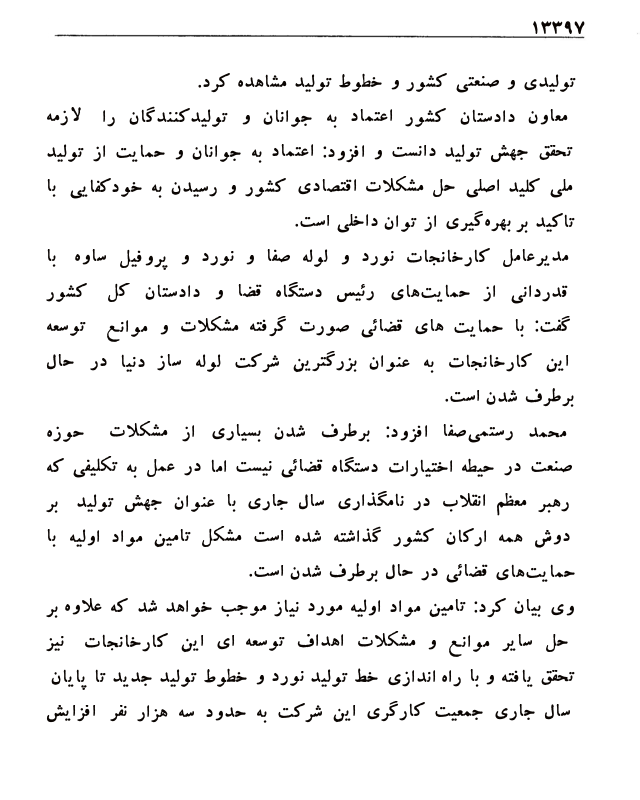 ۱۳۳۹۷
تولیدی و صنعتی کشور و خطوط تولید مشاهده کرد.
معاون دادستان کشور اعتماد به جوانان و تولیدکنندگان را لازمه
تحقق جهش تولید دانست و افزود: اعتماد به جوانان و حمایت از تولید
ملی کلید اصلی حل مشکلات اقتصادی کشور و رسیدن به خودکفایی با
تاکید بر بهره‌گیری از توان داخلی است.
مدیرعامل کارخانجات نورد و لوله صفا و نورد و پروفیل ساوه با
قدردانی از حمایت‌های رئیس دستگاه قضا و دادستان کل کشور
گفت: با حمایت های قضائی صورت گرفته مشکلات و موانع توسعه
این کارخانجات به عنوان بزرگترین شرکت لوله ساز دنیا در حال
برطرف شدن است.
محمد رستمی‌صفا افزود: برطرف شدن بسیاری از مشکلات حوزه
صنعت در حیطه اختیارات دستگاه قضائی نیست اما در عمل به تکلیفی که
رهبر معظم انقلاب در نامگذاری سال جاری با عنوان جهش تولید بر
دوش همه ارکان کشور گذاشته شده است مشکل تامین مواد اولیه با
حمایت‌های قضائی در حال برطرف شدن است.
وی بیان کرد: تامین مواد اولیه مورد نیاز موجب خواهد شد که علاوه بر
حل سایر موانع و مشکلات اهداف توسعه ای این کارخانجات نیز
تحقق یافته و با راه اندازی خط تولید نورد و خطوط تولید جدید تا پایان
سال جاری جمعیت کارگری این شرکت به حدود سه هزار نفر افزایش